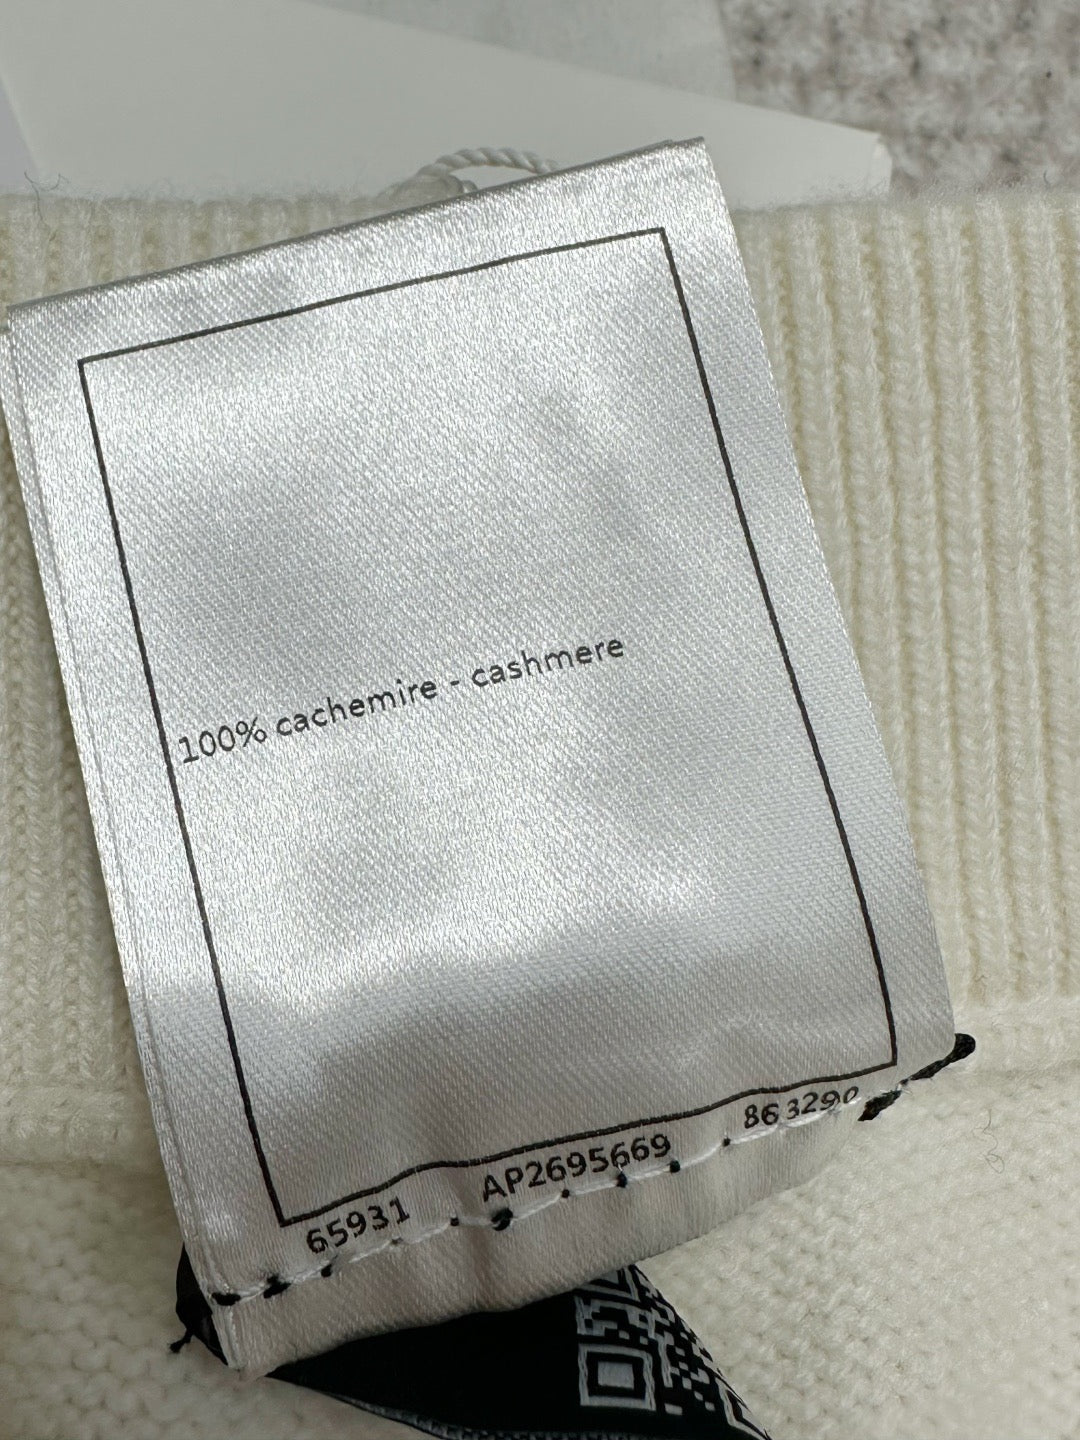 100% cachemire - cashmere
65931 AP2695669 863290